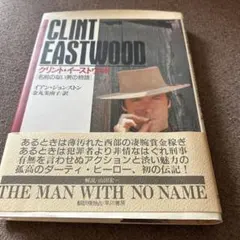 CLINT
EASTWOOD
クリント・イーストウッド
「名前のない男の物語」
イアン・ジョンストン
あるときは薄汚れた西部の凄腕賞金稼ぎ
あるときは犯罪者より非情なはぐれ刑事
有無を言わせぬアクションと渋い魅力の
孤高のダーティ・ヒーロー、初の伝記!
THE MAN WITH NO NAME